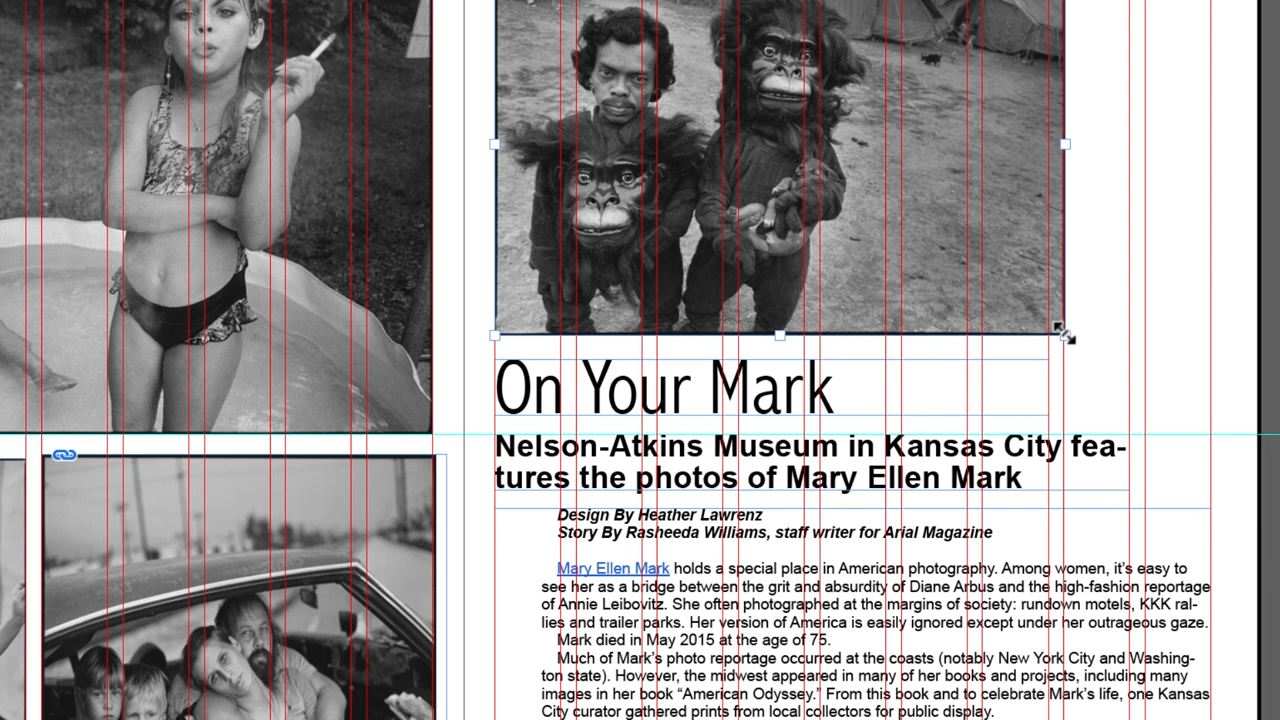 On Your Mark
Nelson-Atkins Museum in Kansas City fea-
tures the photos of Mary Ellen Mark
Design By Heather Lawrenz
Story By Rasheeda Williams, staff writer for Arial Magazine
Mary Ellen Mark holds a special place in American photography. Among women, it’s easy to
see her as a bridge between the grit and absurdity of Diane Arbus and the high-fashion reportage
of Annie Leibovitz. She often photographed at the margins of society: rundown motels, KKK ral-
lies and trailer parks. Her version of America is easily ignored except under her outrageous gaze.
Mark died in May 2015 at the age of 75.
Much of Mark’s photo reportage occurred at the coasts (notably New York City and Washing-
ton state). However, the midwest appeared in many of her books and projects, including many
images in her book “American Odyssey.” From this book and to celebrate Mark’s life, one Kansas
City curator gathered prints from local collectors for public display.